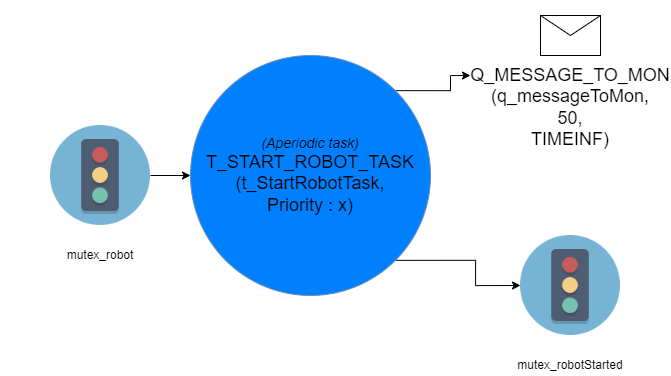 Q_MESSAGE_TO_MON
(q_messageToMon,
50,
TIMEINF)
(Aperiodic task)
T_START_ROBOT_TASK
(t_StartRobotTask,
Priority : x)
mutex_robot
mutex_robotStarted